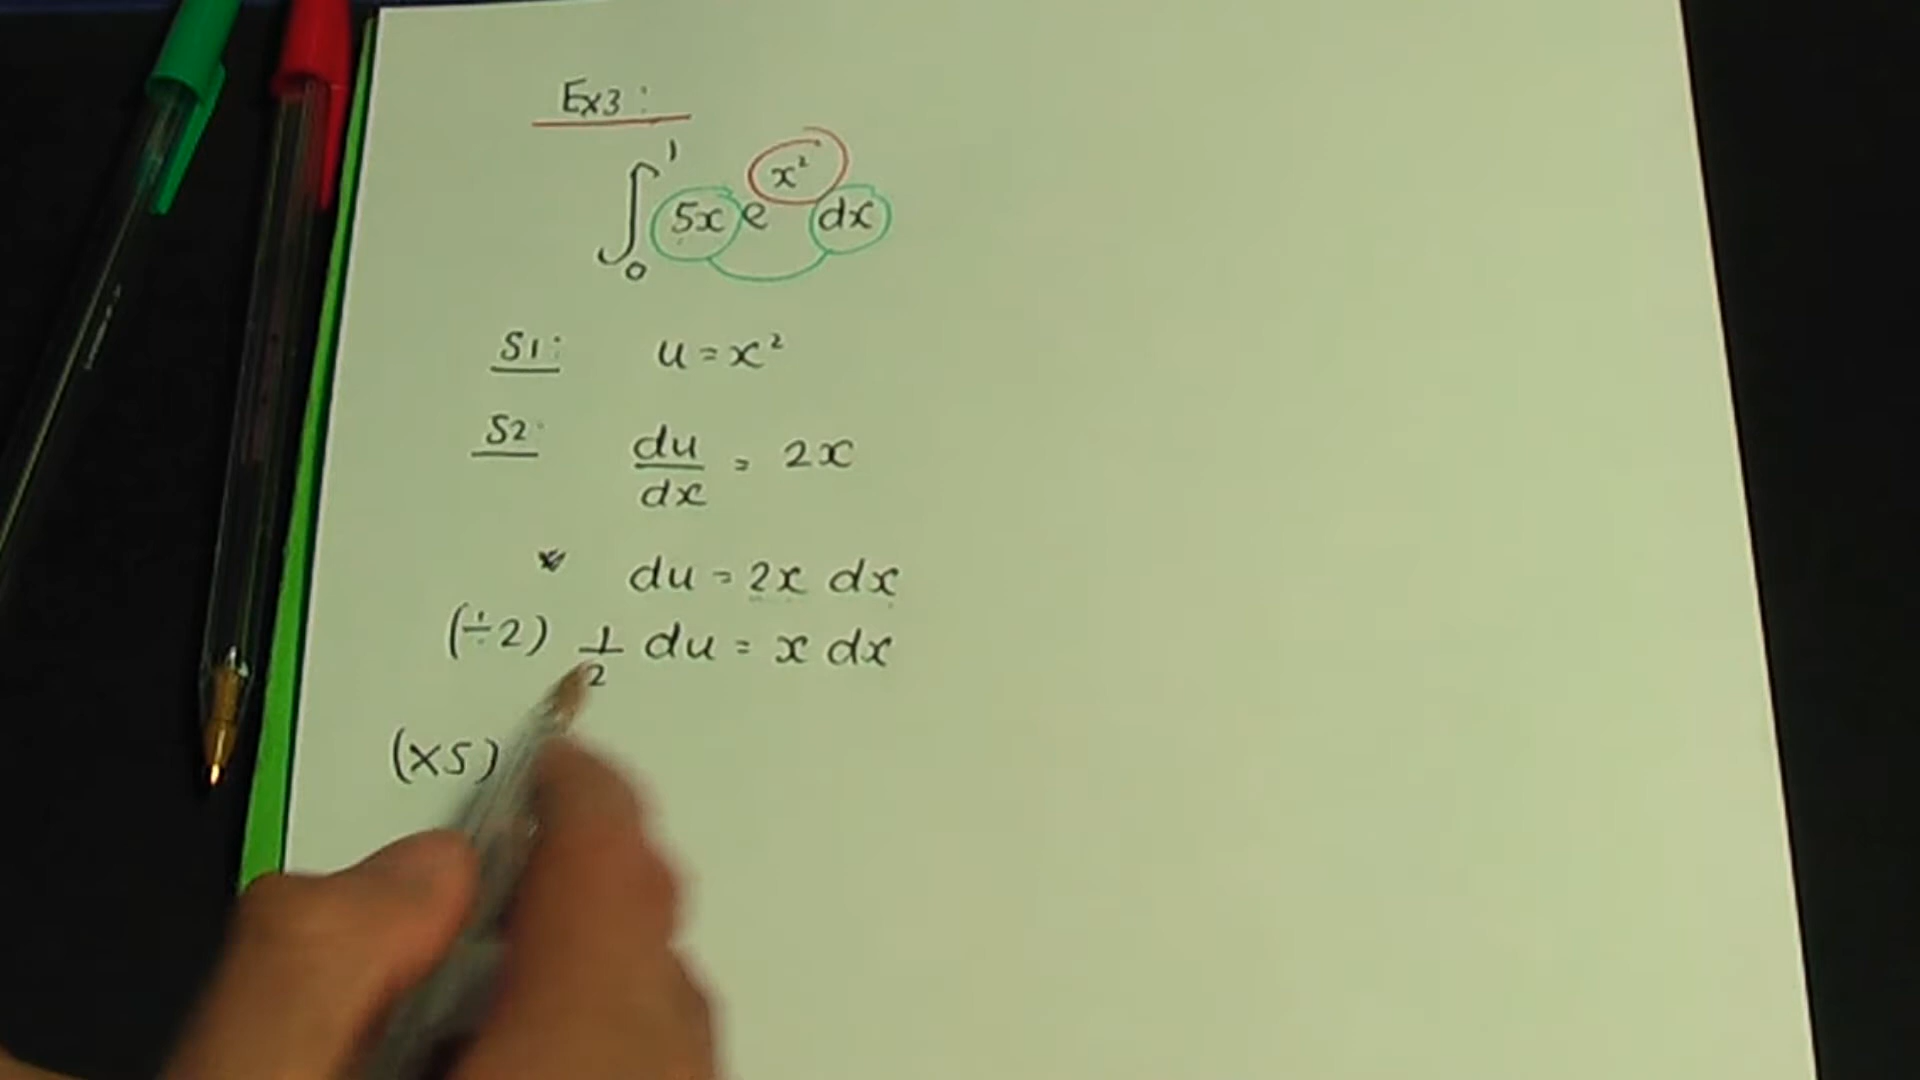 Ex3:
∫₀¹ 5x e^x² dx
S1: u = x²
S2: du/dx = 2x
* du = 2x dx
(÷2) 1/2 du = x dx
(x5)